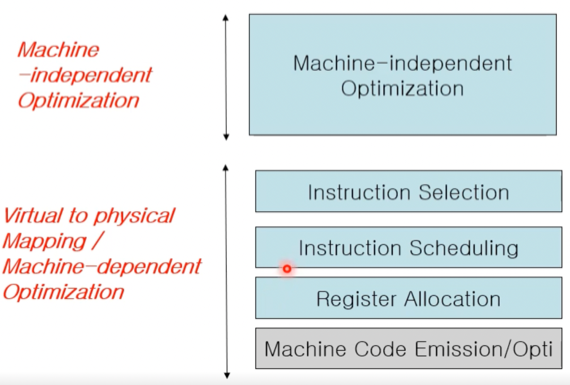 Machine
-independent
Optimization
Machine-independent
Optimization
Virtual to physical
Mapping /
Machine-dependent
Optimization
Instruction Selection
Instruction Scheduling
Register Allocation
Machine Code Emission/Opti